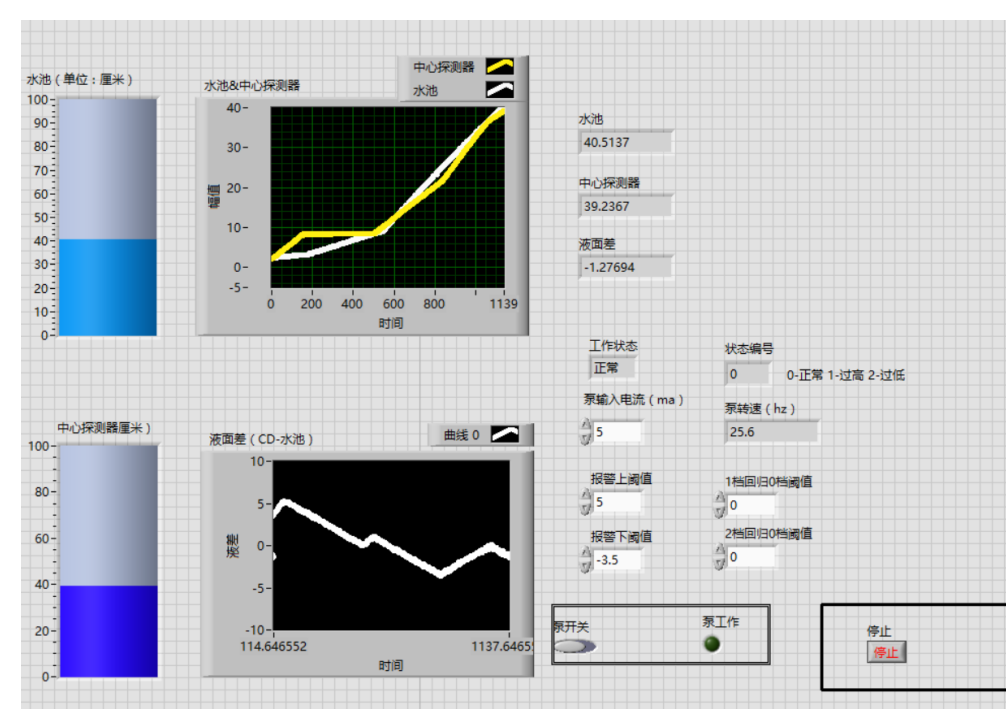 水池（单位：厘米）
100
90
80
70
60
50
40
30
20
10
0
水池&中心探测器
中心探测器
水池
40
30
20
10
0
-5
幅值
0 200 400 600 800 1139
时间
水池
40.5137
中心探测器
39.2367
液面差
-1.27694
工作状态
正常
状态编号
0
0-正常 1-过高 2-过低
泵输入电流（ma）
5
泵转速（hz）
25.6
报警上阈值
5
1档回归0档阈值
0
报警下阈值
-3.5
2档回归0档阈值
0
中心探测器厘米）
100
80
60
40
20
0
液面差（CD-水池）
曲线 0
10
5
0
-5
-10
液差
114.646552 1137.6465
时间
泵开关
泵工作
停止
停止